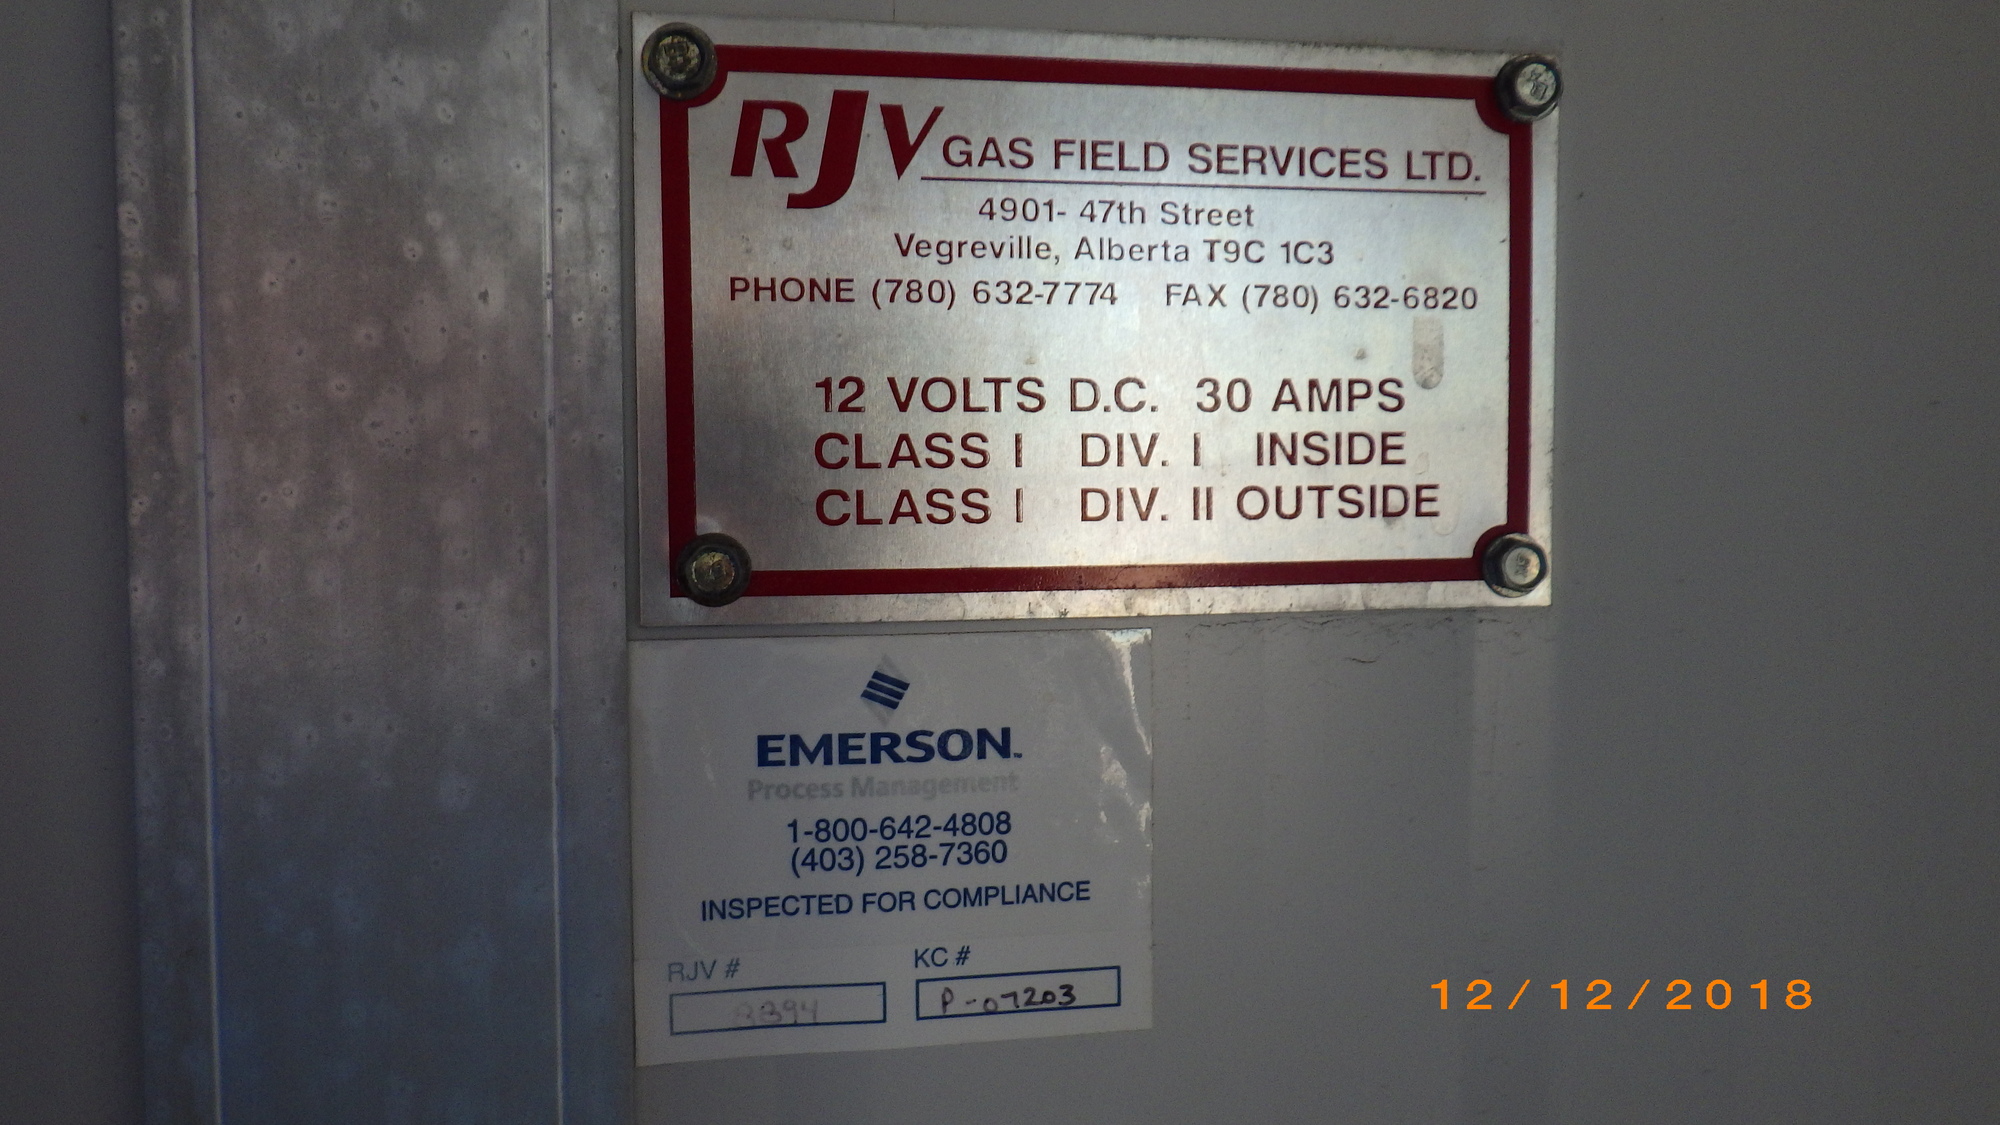 RJV GAS FIELD SERVICES LTD.
4901- 47th Street
Vegreville, Alberta T9C 1C3
PHONE (780) 632-7774 FAX (780) 632-6820
12 VOLTS D.C. 30 AMPS
CLASS I DIV. I INSIDE
CLASS I DIV. II OUTSIDE
EMERSON.
Process Management
1-800-642-4808
(403) 258-7360
INSPECTED FOR COMPLIANCE
RJV # KC #
P-07203
12/12/2018